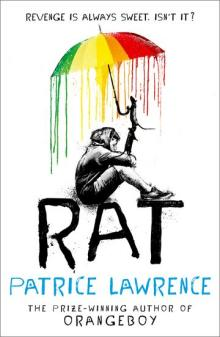 REVENGE IS ALWAYS SWEET. ISN'T IT?
RAT
PATRICE LAWRENCE
THE PRIZE-WINNING AUTHOR OF
ORANGEBOY